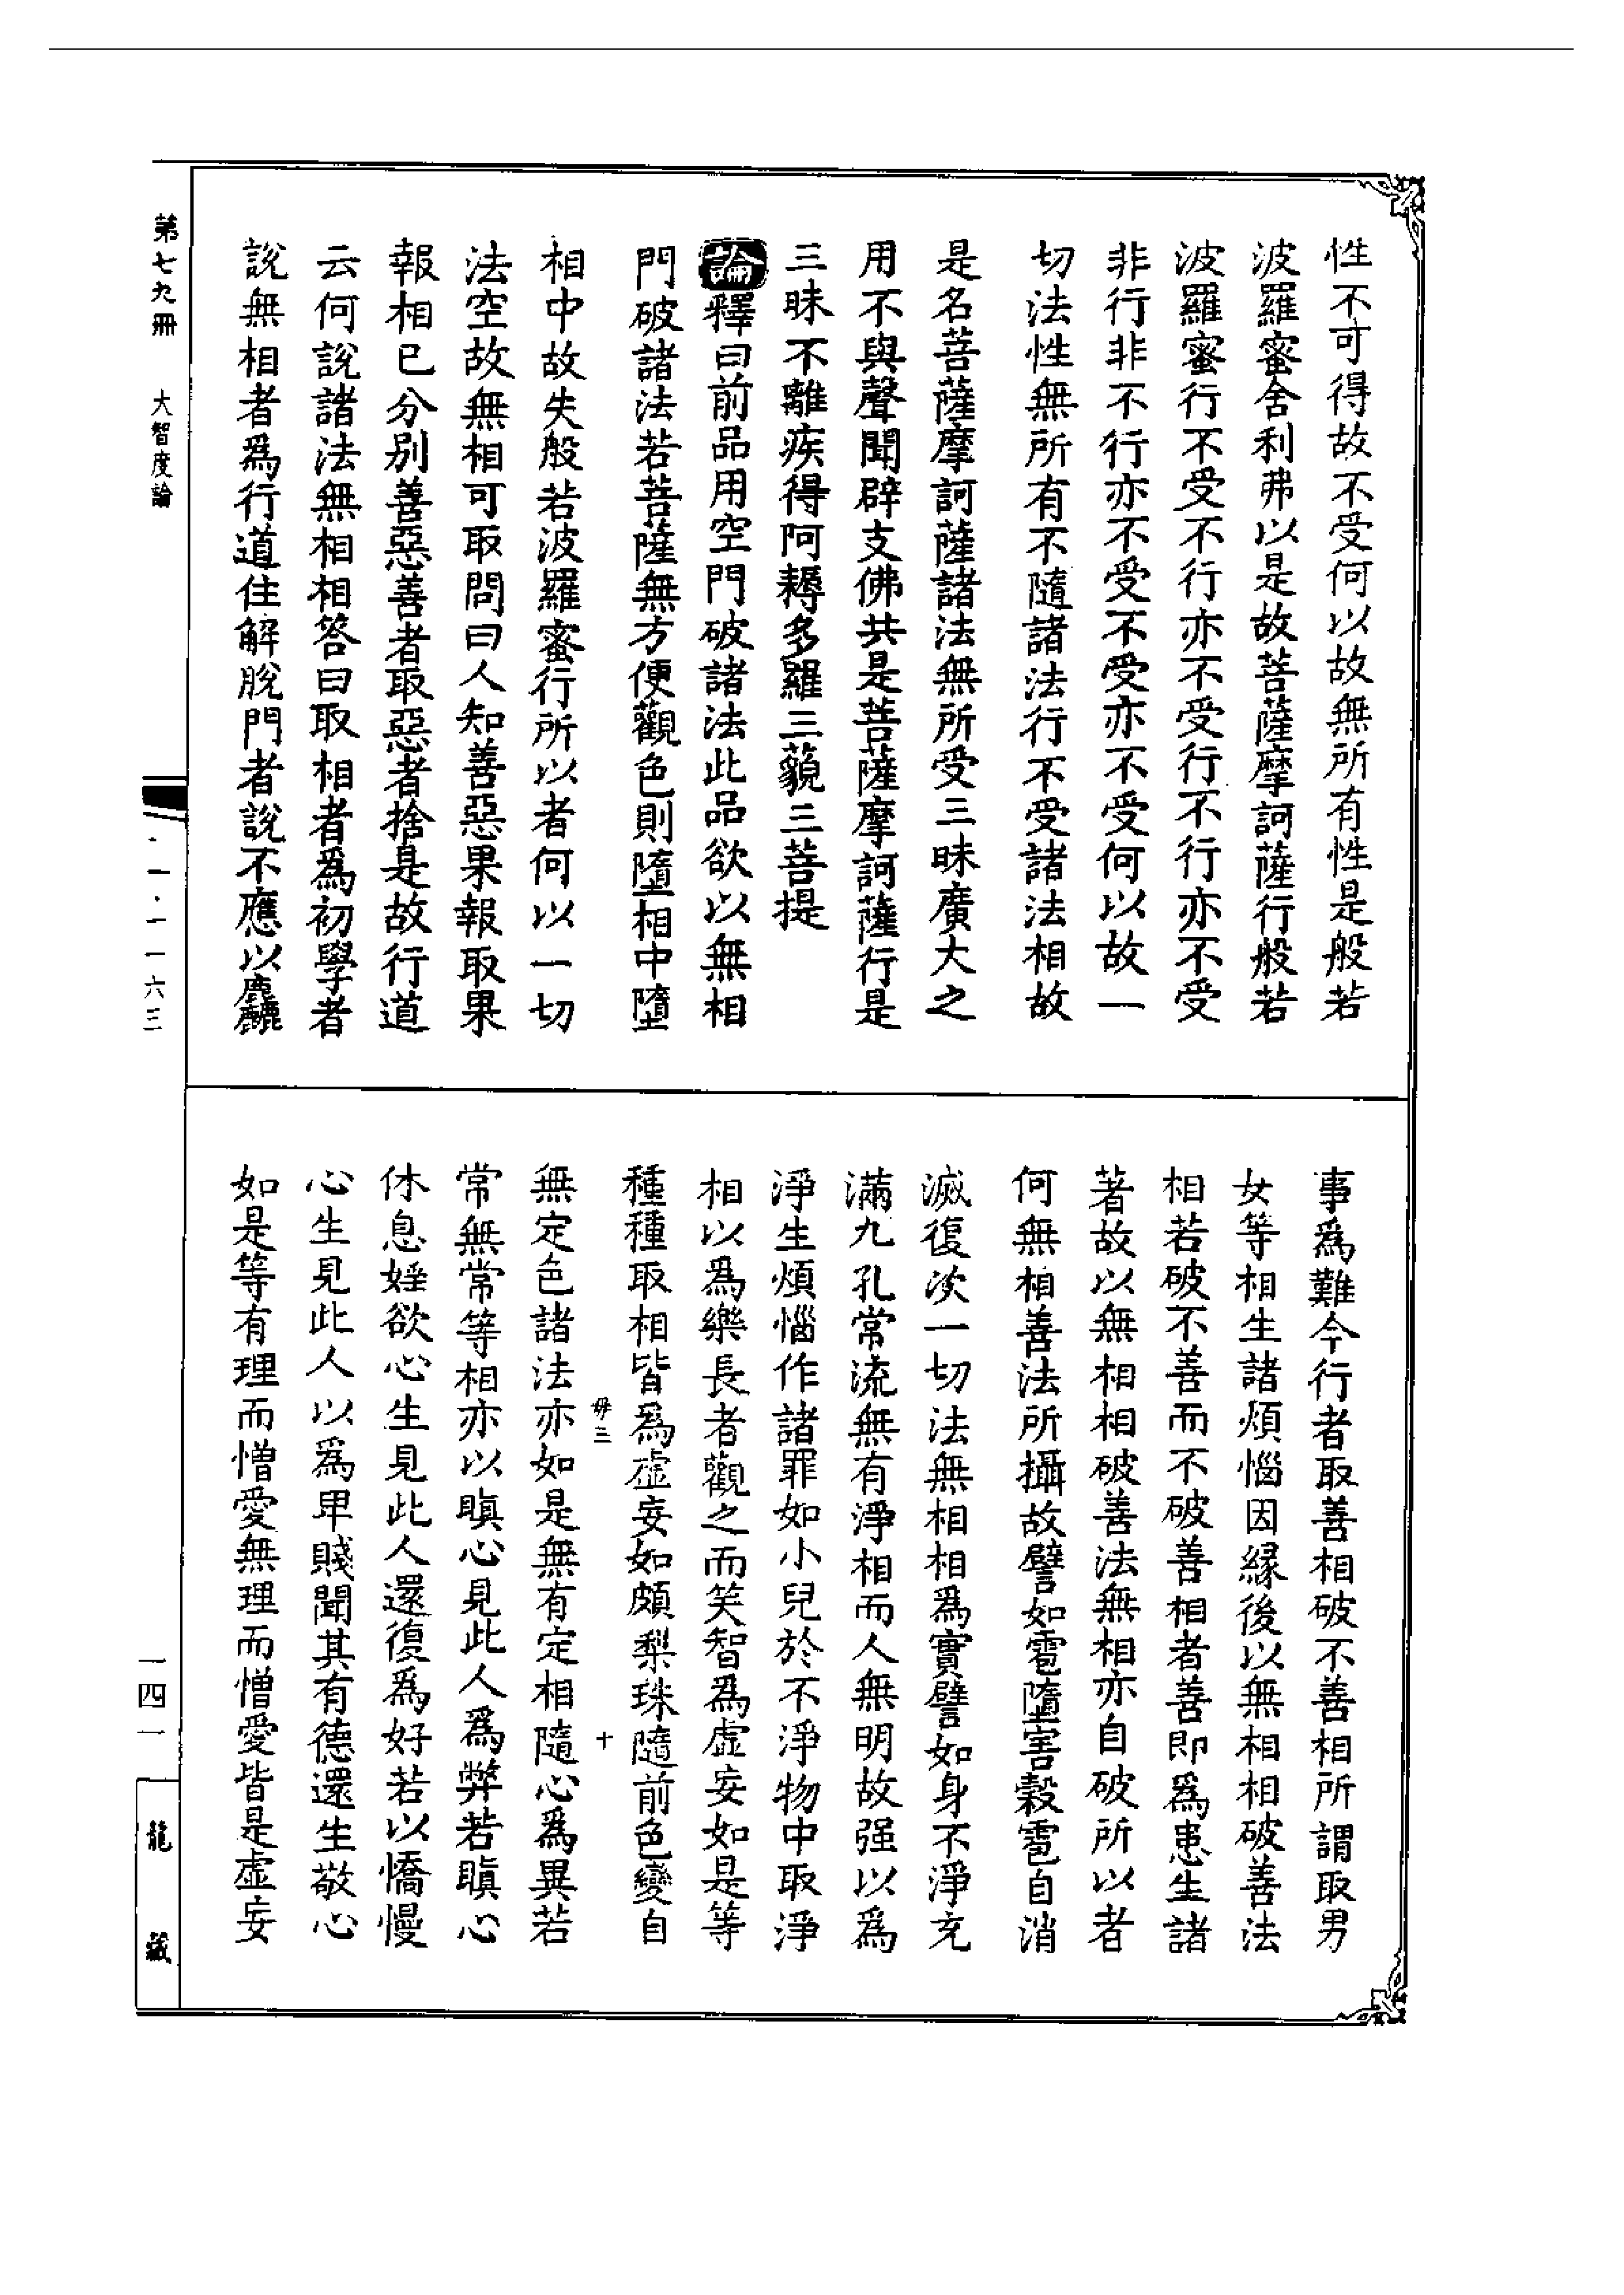 性不可得故不受何以故無所有性是般若
波羅蜜舍利弗以是故菩薩摩訶薩行般若
波羅蜜行不受不行亦不受行不行亦不受
非行非不行亦不受不受亦不受何以故一
切法性無所有不隨諸法行不受諸法相故
是名菩薩摩訶薩諸法無所受三昧廣大之
用不與聲聞辟支佛共是菩薩摩訶薩行是
三昧不離疾得阿耨多羅三藐三菩提
論釋曰前品用空門破諸法此品欲以無相
門破諸法若菩薩無方便觀色則墮相中墮
相中故失般若波羅蜜行所以者何以一切
法空故無相可取問曰人知善惡果報取果
報相已分別善惡善者取惡者捨是故行道
云何說諸法無相相答曰取相者為初學者
說無相者為行道住解脫門者說不應以麤
事為難今行者取善相破不善相所謂取男
女等相生諸煩惱因緣後以無相相破善法
相若破不善而不破善相者善即為患生諸
著故以無相相破善法無相亦自破所以者
何無相善法所攝故譬如雹墮害穀雹自消
滅復次一切法無相相為實譬如身不淨充
滿九孔常流無有淨相而人無明故强以為
淨生煩惱作諸罪如小兒於不淨物中取淨
相以為樂長者觀之而笑智為虛妄如是等
種種取相皆為虛妄如頗梨珠隨前色變自
毋三
十
無定色諸法亦如是無有定相隨心為異若
常無常等相亦以瞋心見此人為弊若瞋心
休息婬欲心生見此人還復為好若以憍慢
心生見此人以為卑賤聞其有德還生敬心
如是等有理而憎愛無理而憎愛皆是虛妄
第七九冊 大智度論
一一·一一六三
一四一
龍藏